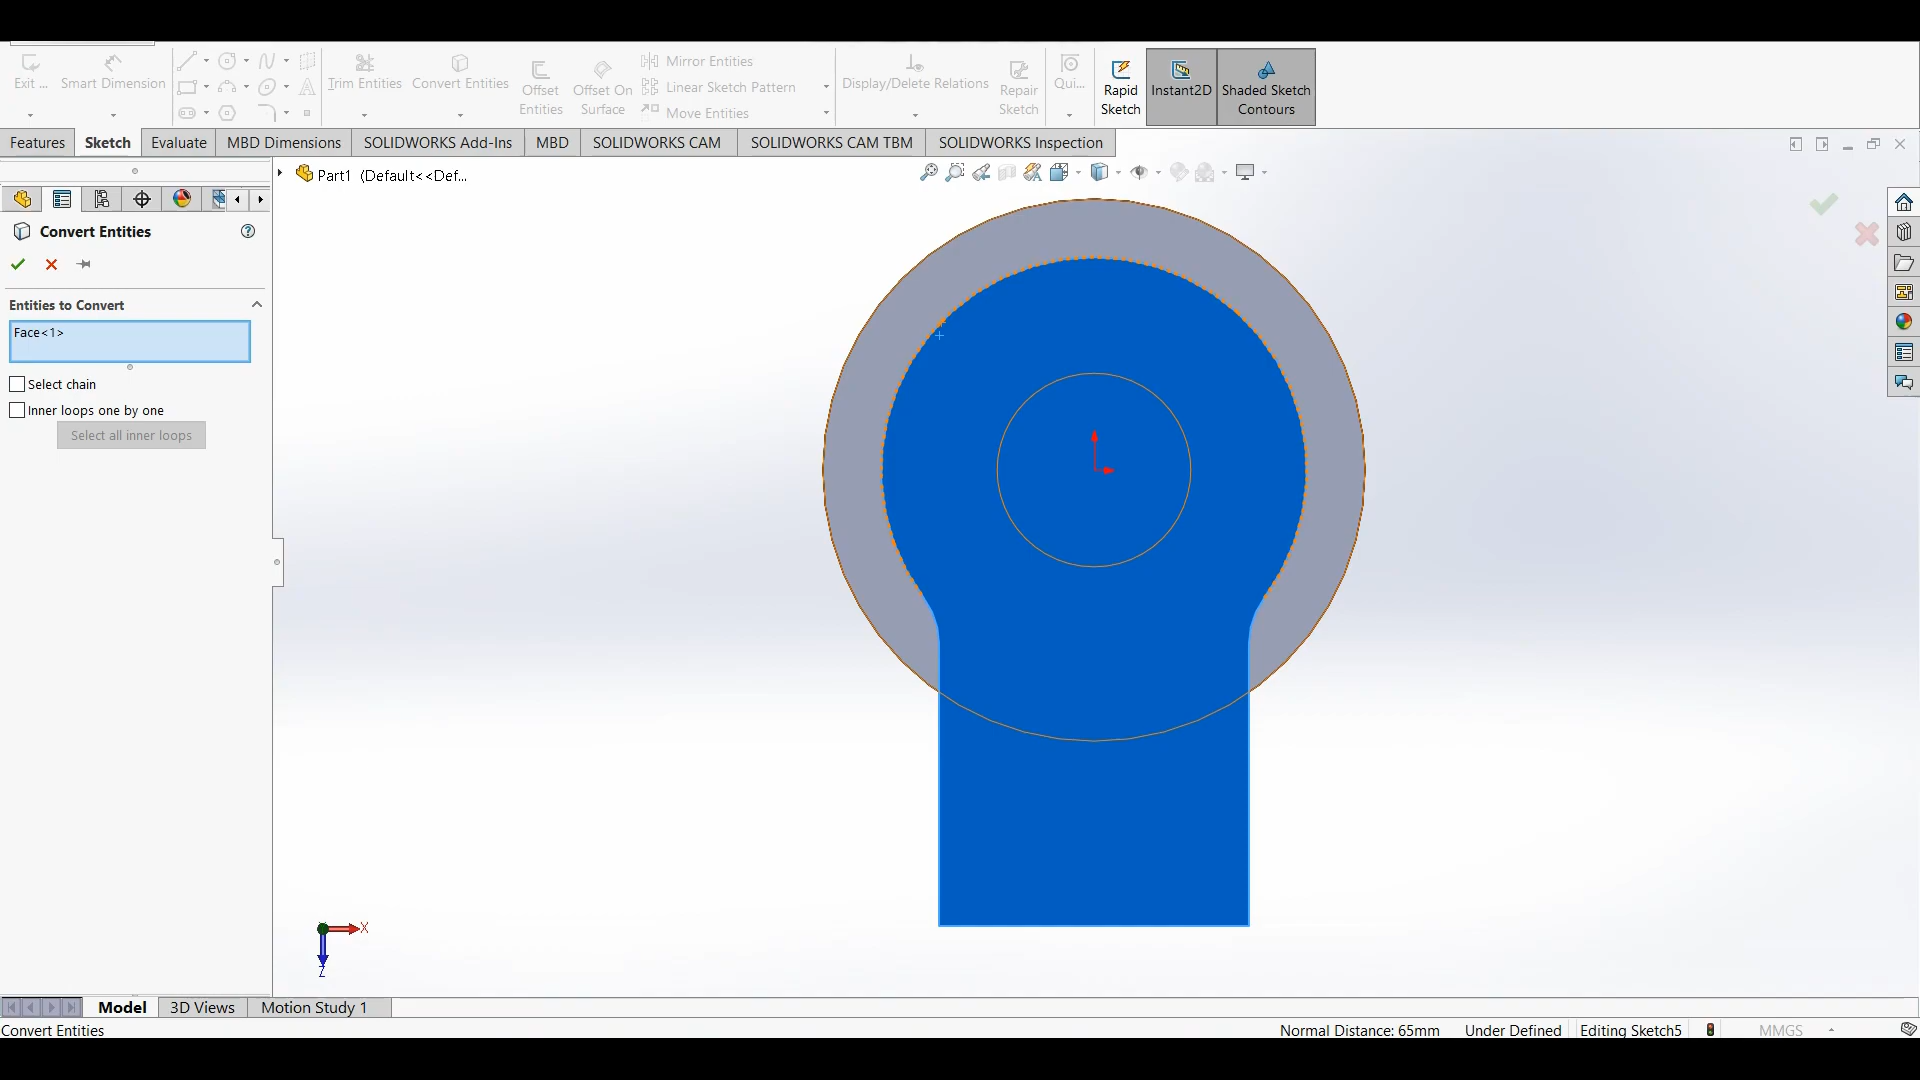 Exit ...
Smart Dimension
Trim Entities
Convert Entities
Offset
Entities
Offset On
Surface
Mirror Entities
Linear Sketch Pattern
Move Entities
Display/Delete Relations
Repair
Sketch
Qui...
Rapid
Sketch
Instant2D
Shaded Sketch
Contours
Features
Sketch
Evaluate
MBD Dimensions
SOLIDWORKS Add-Ins
MBD
SOLIDWORKS CAM
SOLIDWORKS CAM TBM
SOLIDWORKS Inspection
Part1 (Default<<Def...
Convert Entities
Entities to Convert
Face<1>
Select chain
Inner loops one by one
Select all inner loops
X
Z
Model
3D Views
Motion Study 1
Convert Entities
Normal Distance: 65mm
Under Defined
Editing Sketch5
MMGS